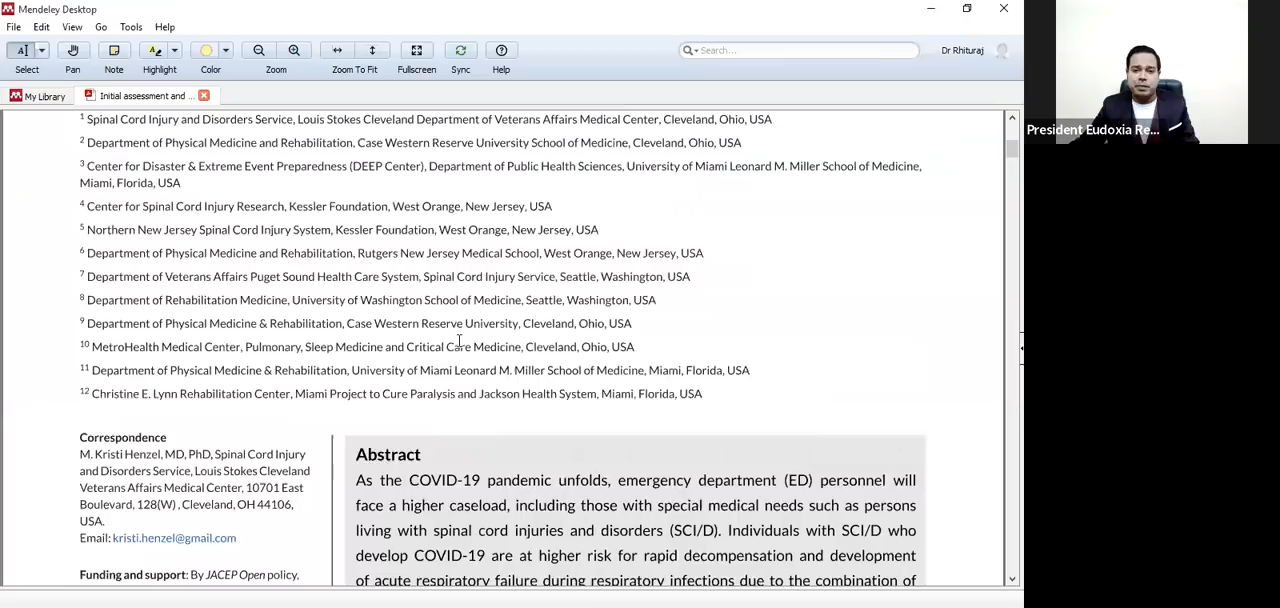 Mendeley Desktop
File Edit View Go Tools Help
Search...
Dr Rhituraj
Select Pan Note Highlight Color Zoom Zoom To Fit Fullscreen Sync Help
My Library
Initial assessment and ...
1 Spinal Cord Injury and Disorders Service, Louis Stokes Cleveland Department of Veterans Affairs Medical Center, Cleveland, Ohio, USA
2 Department of Physical Medicine and Rehabilitation, Case Western Reserve University School of Medicine, Cleveland, Ohio, USA
3 Center for Disaster & Extreme Event Preparedness (DEEP Center), Department of Public Health Sciences, University of Miami Leonard M. Miller School of Medicine,
Miami, Florida, USA
4 Center for Spinal Cord Injury Research, Kessler Foundation, West Orange, New Jersey, USA
5 Northern New Jersey Spinal Cord Injury System, Kessler Foundation, West Orange, New Jersey, USA
6 Department of Physical Medicine and Rehabilitation, Rutgers New Jersey Medical School, West Orange, New Jersey, USA
7 Department of Veterans Affairs Puget Sound Health Care System, Spinal Cord Injury Service, Seattle, Washington, USA
8 Department of Rehabilitation Medicine, University of Washington School of Medicine, Seattle, Washington, USA
9 Department of Physical Medicine & Rehabilitation, Case Western Reserve University, Cleveland, Ohio, USA
10 MetroHealth Medical Center, Pulmonary, Sleep Medicine and Critical Care Medicine, Cleveland, Ohio, USA
11 Department of Physical Medicine & Rehabilitation, University of Miami Leonard M. Miller School of Medicine, Miami, Florida, USA
12 Christine E. Lynn Rehabilitation Center, Miami Project to Cure Paralysis and Jackson Health System, Miami, Florida, USA
Correspondence
M. Kristi Henzel, MD, PhD, Spinal Cord Injury
and Disorders Service, Louis Stokes Cleveland
Veterans Affairs Medical Center, 10701 East
Boulevard, 128(W) , Cleveland, OH 44106,
USA.
Email: kristi.henzel@gmail.com
Funding and support: By JACEP Open policy,
Abstract
As the COVID-19 pandemic unfolds, emergency department (ED) personnel will
face a higher caseload, including those with special medical needs such as persons
living with spinal cord injuries and disorders (SCI/D). Individuals with SCI/D who
develop COVID-19 are at higher risk for rapid decompensation and development
of acute respiratory failure during respiratory infections due to the combination of
President Eudoxia Re...